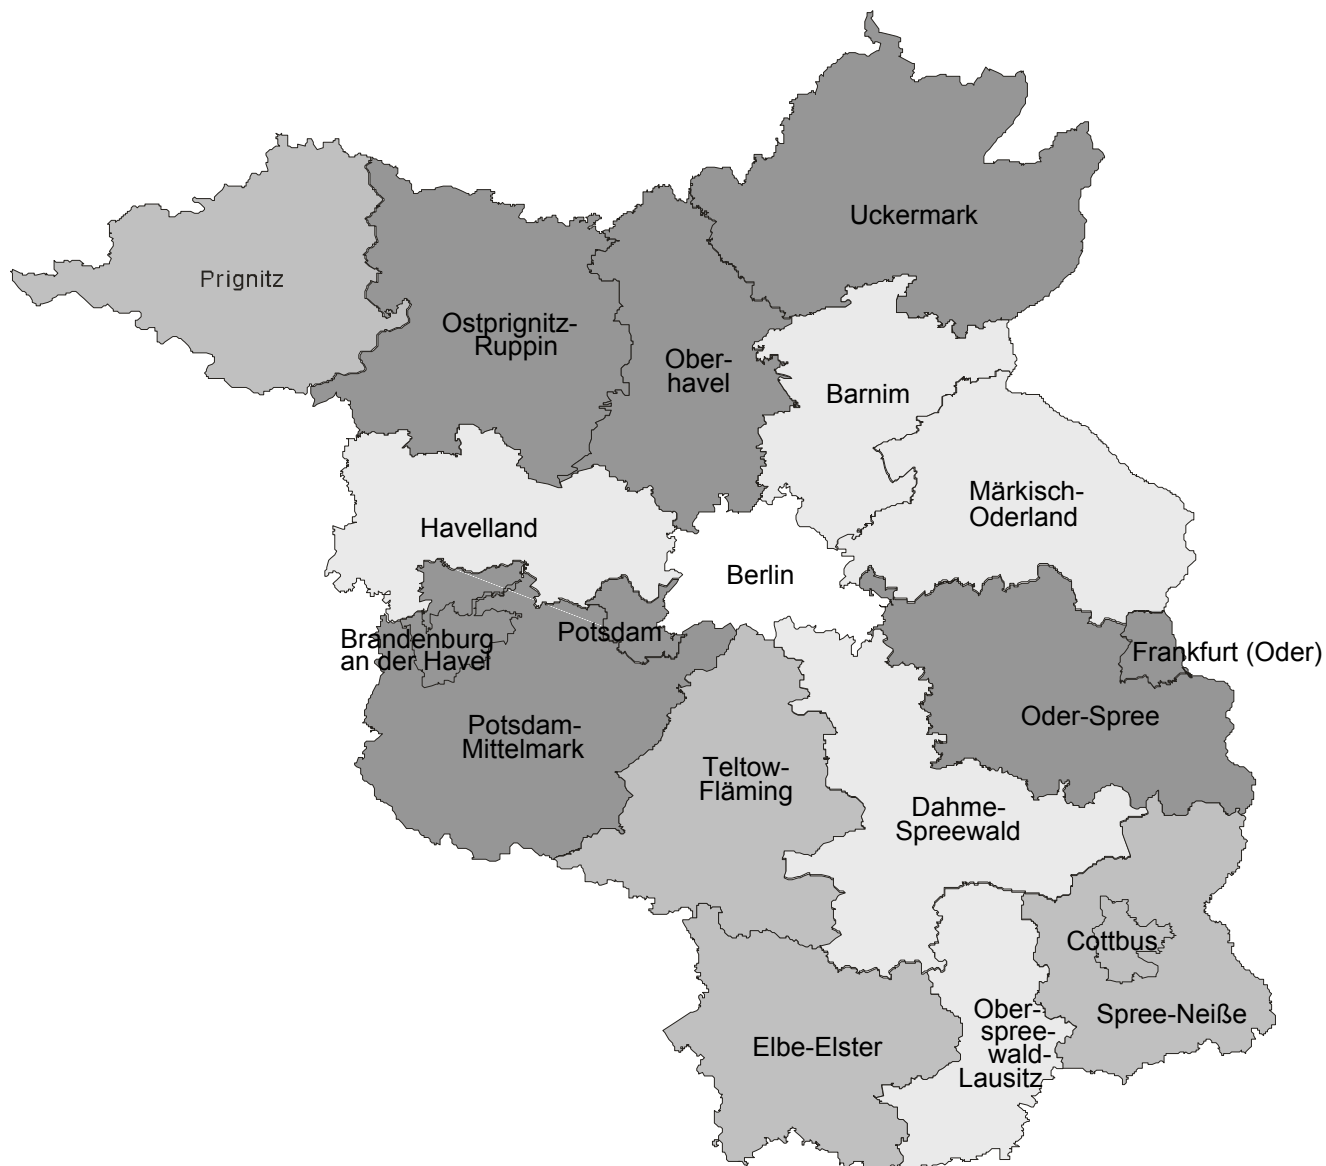 Uckermark
Prignitz
Ostprignitz-
Ruppin
Ober-
havel
Barnim
Märkisch-
Oderland
Havelland
Berlin
Brandenburg
an der Havel
Potsdam
Frankfurt (Oder)
Potsdam-
Mittelmark
Oder-Spree
Teltow-
Fläming
Dahme-
Spreewald
Cottbus
Ober-
spree-
wald-
Lausitz
Spree-Neiße
Elbe-Elster